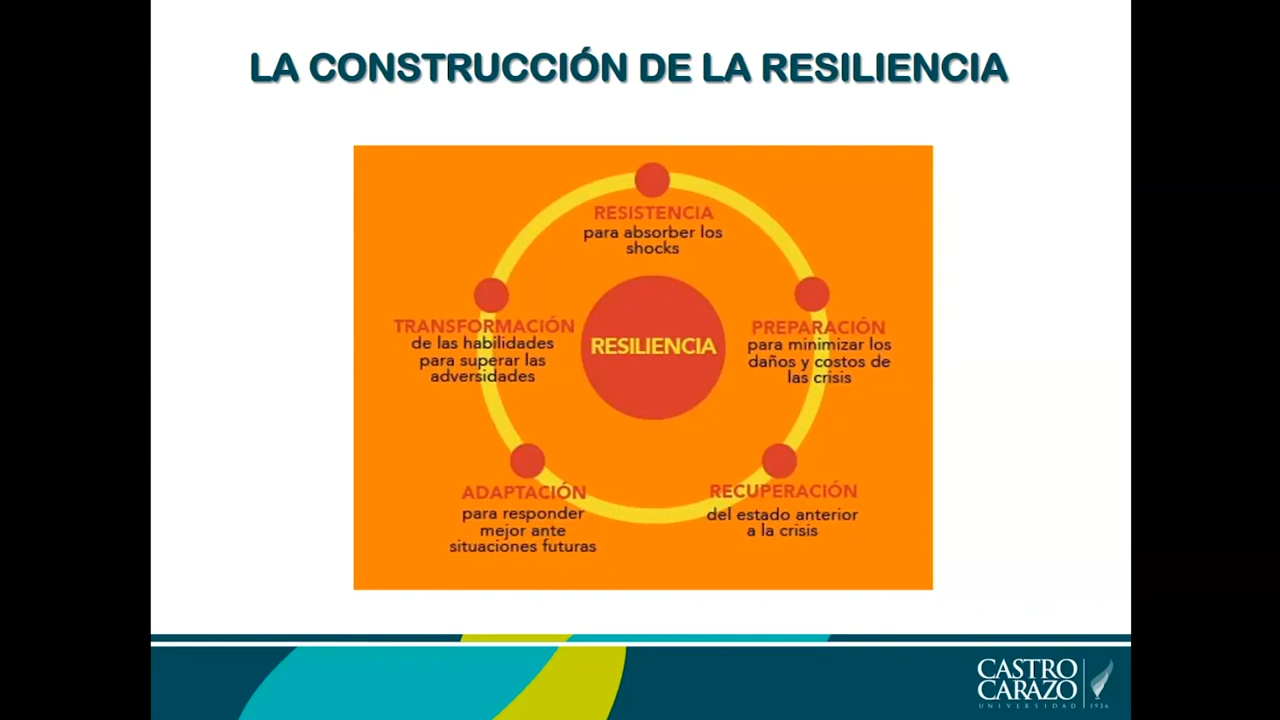 LA CONSTRUCCIÓN DE LA RESILIENCIA
RESISTENCIA
para absorber los
shocks
TRANSFORMACIÓN
de las habilidades
para superar las
adversidades
RESILIENCIA
PREPARACIÓN
para minimizar los
daños y costos de
las crisis
ADAPTACIÓN
para responder
mejor ante
situaciones futuras
RECUPERACIÓN
del estado anterior
a la crisis
CASTRO
CARAZO
UNIVERSIDAD 1936